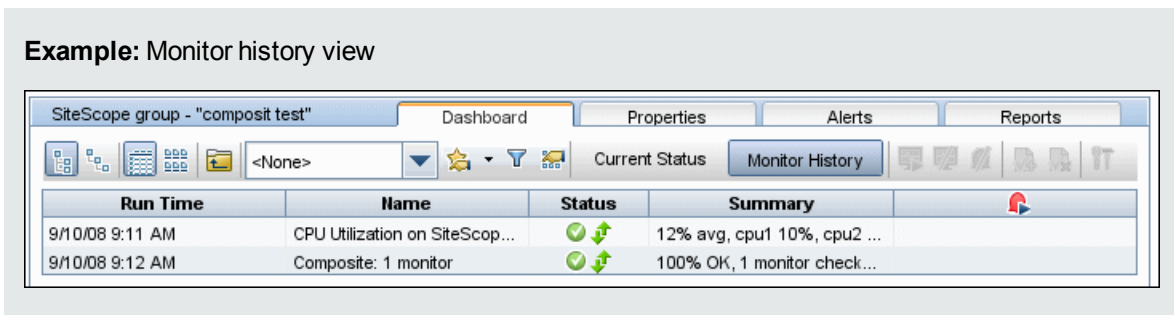 Example: Monitor history view
SiteScope group - "composit test" Dashboard Properties Alerts Reports
<None> Current Status Monitor History
Run Time Name Status Summary
9/10/08 9:11 AM CPU Utilization on SiteScop... 12% avg, cpu1 10%, cpu2 ...
9/10/08 9:12 AM Composite: 1 monitor 100% OK, 1 monitor check...